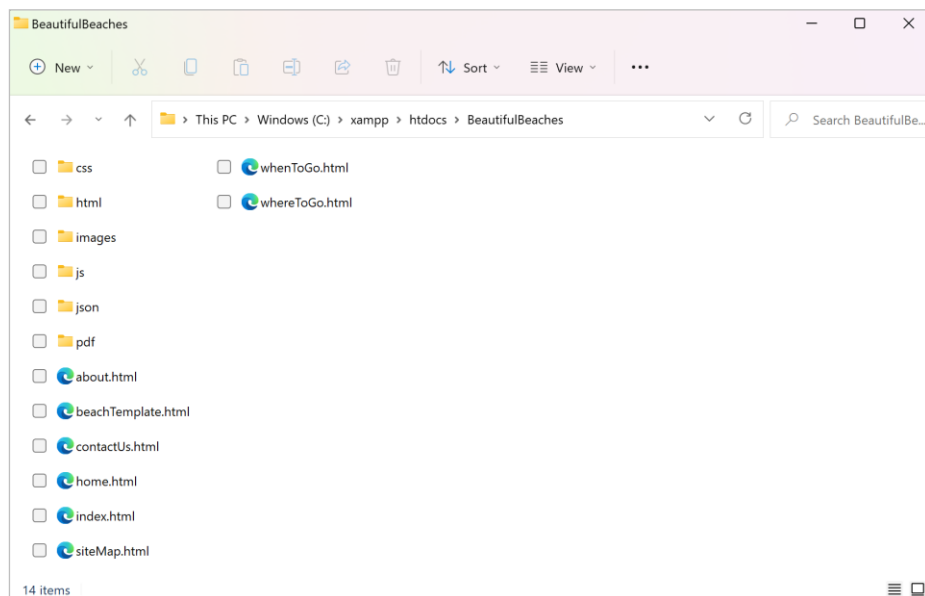 BeautifulBeaches
New
Sort
View
This PC > Windows (C:) > xampp > htdocs > BeautifulBeaches
Search BeautifulBe...
css
html
images
js
json
pdf
about.html
beachTemplate.html
contactUs.html
home.html
index.html
siteMap.html
whenToGo.html
whereToGo.html
14 items